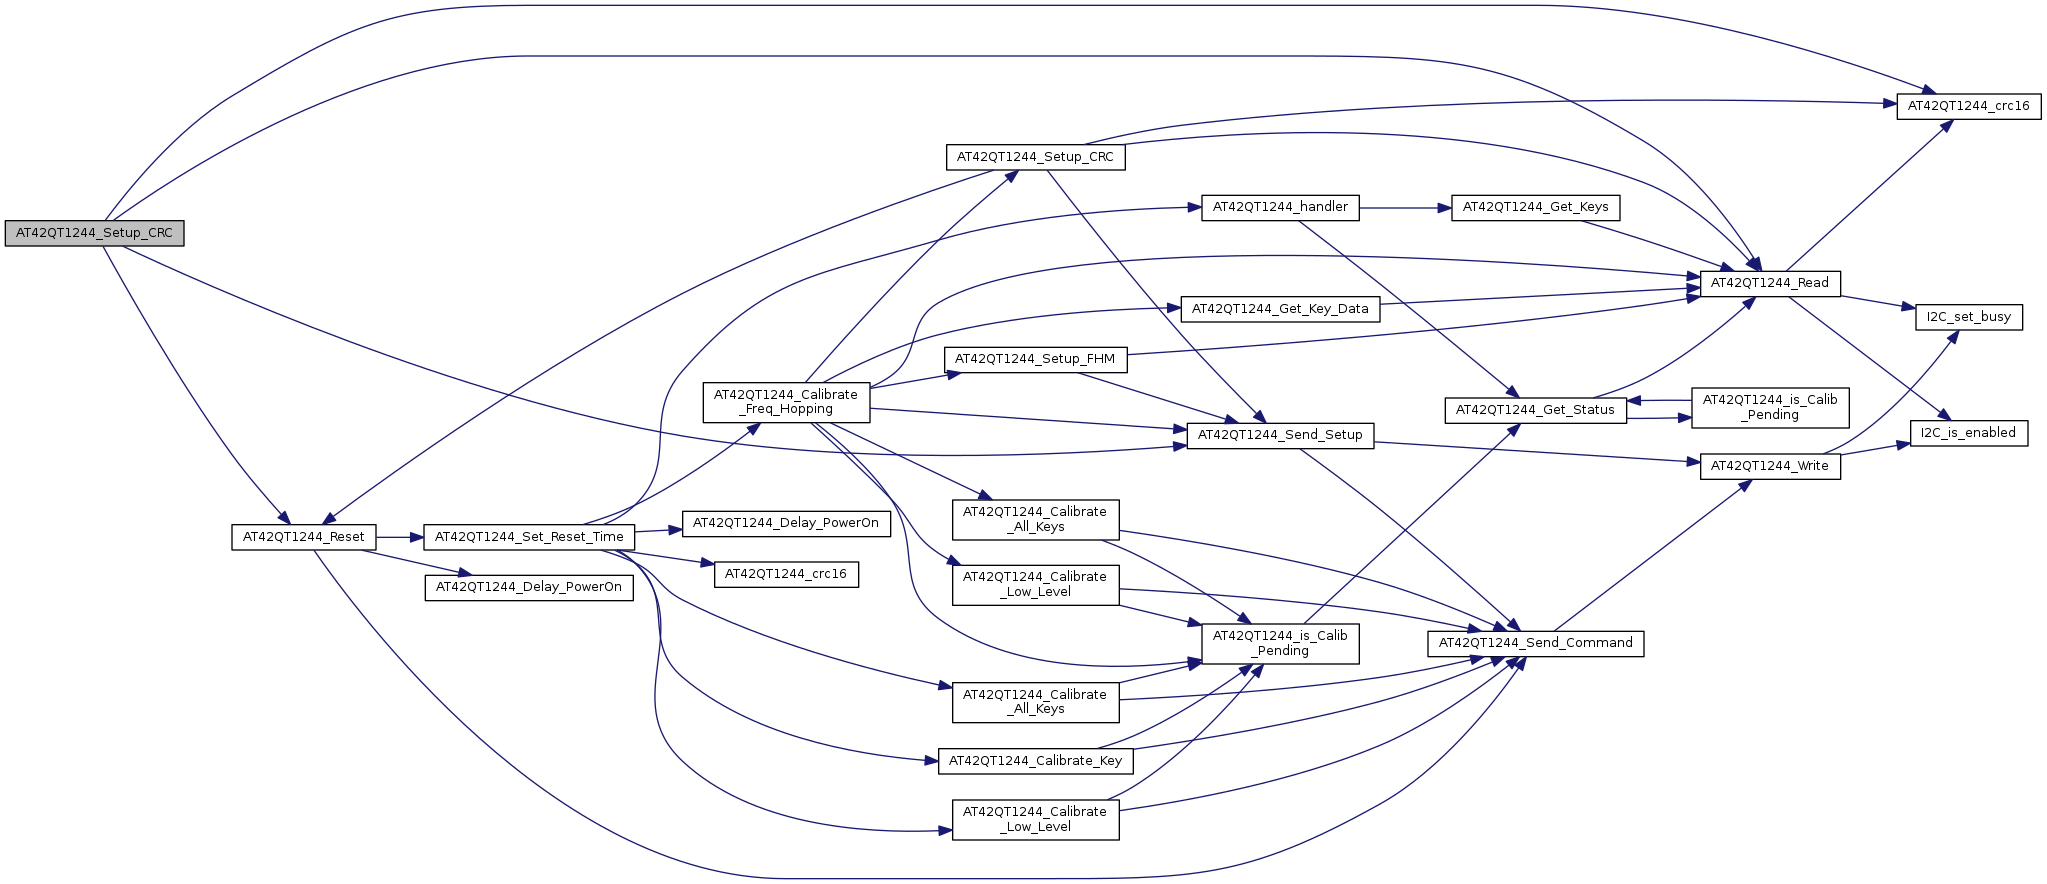 AT42QT1244_Setup_CRC
AT42QT1244_Reset
AT42QT1244_Set_Reset_Time
AT42QT1244_Delay_PowerOn
AT42QT1244_Delay_PowerOn
AT42QT1244_crc16
AT42QT1244_Calibrate
_Freq_Hopping
AT42QT1244_Setup_CRC
AT42QT1244_Setup_FHM
AT42QT1244_Calibrate
_All_Keys
AT42QT1244_Calibrate
_Low_Level
AT42QT1244_Calibrate
_All_Keys
AT42QT1244_Calibrate_Key
AT42QT1244_Calibrate
_Low_Level
AT42QT1244_handler
AT42QT1244_Get_Key_Data
AT42QT1244_Send_Setup
AT42QT1244_is_Calib
_Pending
AT42QT1244_Get_Keys
AT42QT1244_Get_Status
AT42QT1244_Send_Command
AT42QT1244_Read
AT42QT1244_is_Calib
_Pending
AT42QT1244_Write
AT42QT1244_crc16
I2C_set_busy
I2C_is_enabled